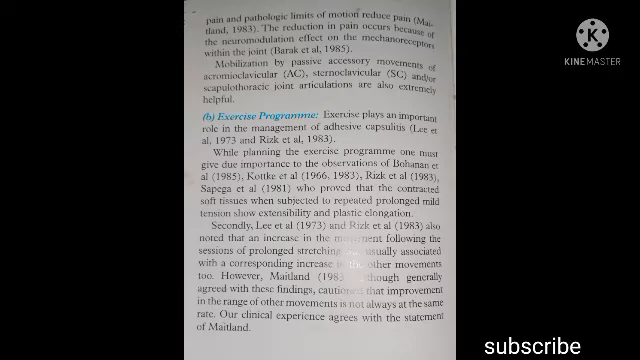 pain and pathologic limits of motion reduce pain (Mai-
tland, 1983). The reduction in pain occurs because of
the neuromodulation effect on the mechanoreceptors
within the joint (Barak et al, 1985).
Mobilization by passive accessory movements of
acromioclavicular (AC), sternoclavicular (SC) and/or
scapulothoracic joint articulations are also extremely
helpful.
(b) Exercise Programme: Exercise plays an important
role in the management of adhesive capsulitis (Lee et
al, 1973 and Rizk et al, 1983).
While planning the exercise programme one must
give due importance to the observations of Bohanan et
al (1985), Kottke et al (1966, 1983), Rizk et al (1983),
Sapega et al (1981) who proved that the contracted
soft tissues when subjected to repeated prolonged mild
tension show extensibility and plastic elongation.
Secondly, Lee et al (1973) and Rizk et al (1983) also
noted that an increase in the movement following the
sessions of prolonged stretching usually associated
with a corresponding increase the other movements
too. However, Maitland (1983 though generally
agreed with these findings, cautioned that improvement
in the range of other movements is not always at the same
rate. Our clinical experience agrees with the statement
of Maitland.
KINEMASTER
subscribe